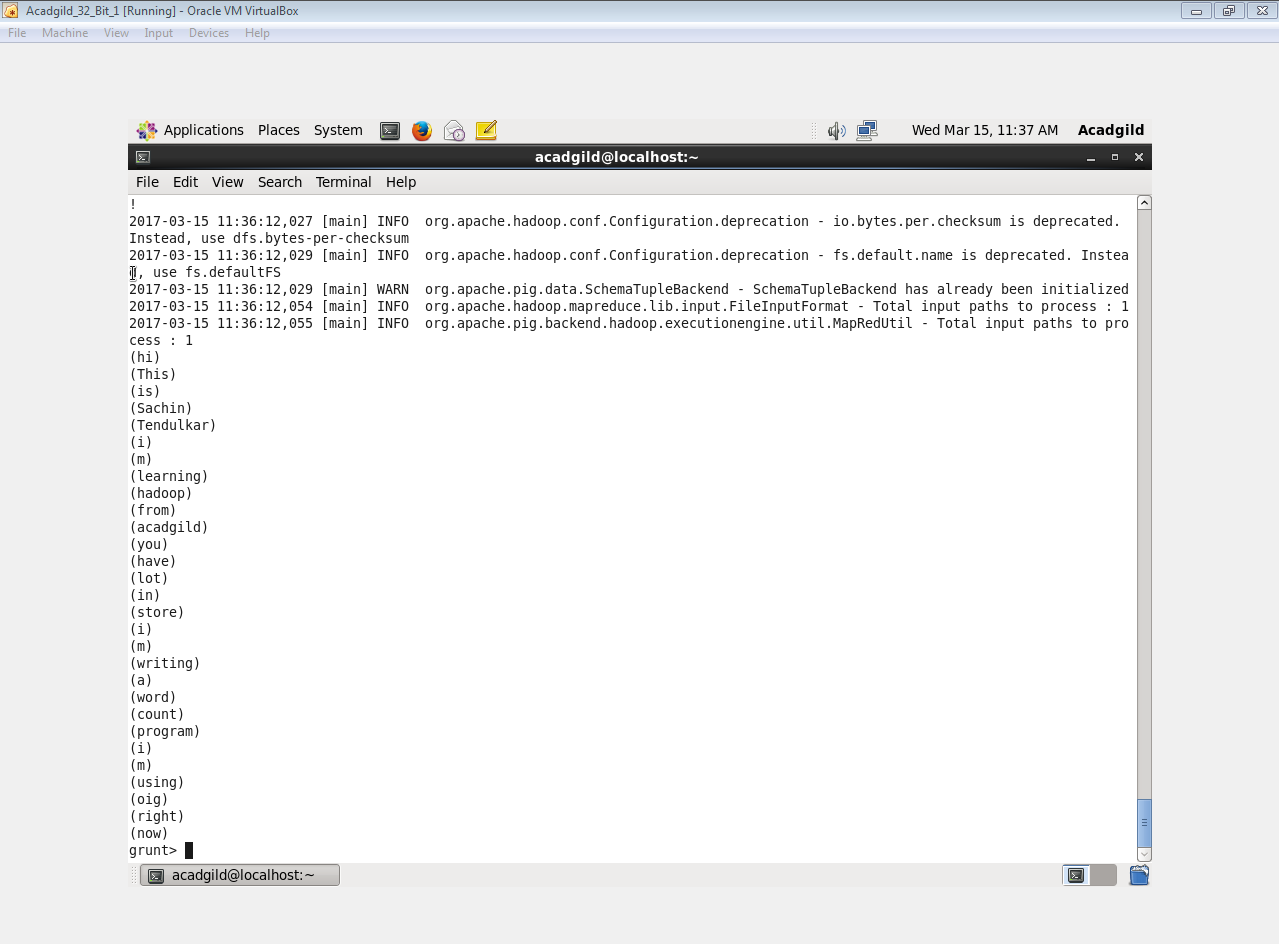 Acadgild_32_Bit_1 [Running] - Oracle VM VirtualBox
File Machine View Input Devices Help
Applications Places System Wed Mar 15, 11:37 AM Acadgild
acadgild@localhost:~
File Edit View Search Terminal Help
!
2017-03-15 11:36:12,027 [main] INFO  org.apache.hadoop.conf.Configuration.deprecation - io.bytes.per.checksum is deprecated.
Instead, use dfs.bytes-per-checksum
2017-03-15 11:36:12,029 [main] INFO  org.apache.hadoop.conf.Configuration.deprecation - fs.default.name is deprecated. Instea
d, use fs.defaultFS
2017-03-15 11:36:12,029 [main] WARN  org.apache.pig.data.SchemaTupleBackend - SchemaTupleBackend has already been initialized
2017-03-15 11:36:12,054 [main] INFO  org.apache.hadoop.mapreduce.lib.input.FileInputFormat - Total input paths to process : 1
2017-03-15 11:36:12,055 [main] INFO  org.apache.pig.backend.hadoop.executionengine.util.MapRedUtil - Total input paths to pro
cess : 1
(hi)
(This)
(is)
(Sachin)
(Tendulkar)
(i)
(m)
(learning)
(hadoop)
(from)
(acadgild)
(you)
(have)
(lot)
(in)
(store)
(i)
(m)
(writing)
(a)
(word)
(count)
(program)
(i)
(m)
(using)
(oig)
(right)
(now)
grunt>
acadgild@localhost:~